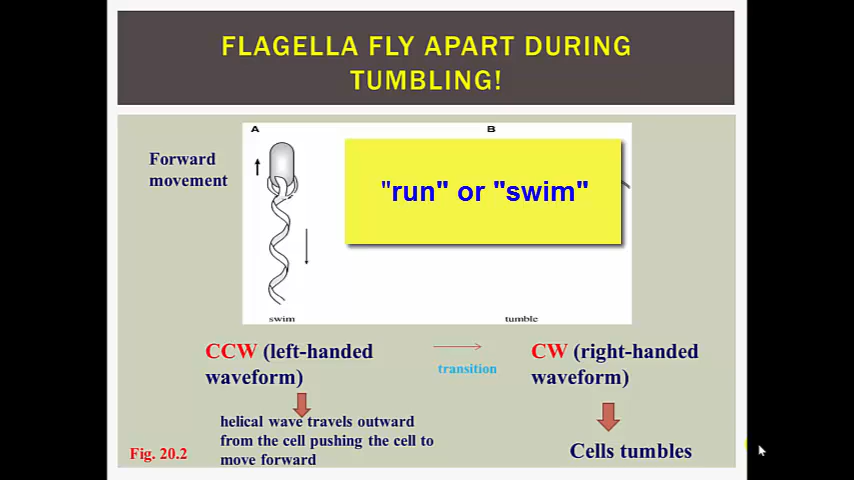 FLAGELLA FLY APART DURING
TUMBLING!
A
B
Forward
movement
"run" or "swim"
swim
tumble
CCW (left-handed
waveform)
transition
CW (right-handed
waveform)
helical wave travels outward
from the cell pushing the cell to
move forward
Cells tumbles
Fig. 20.2